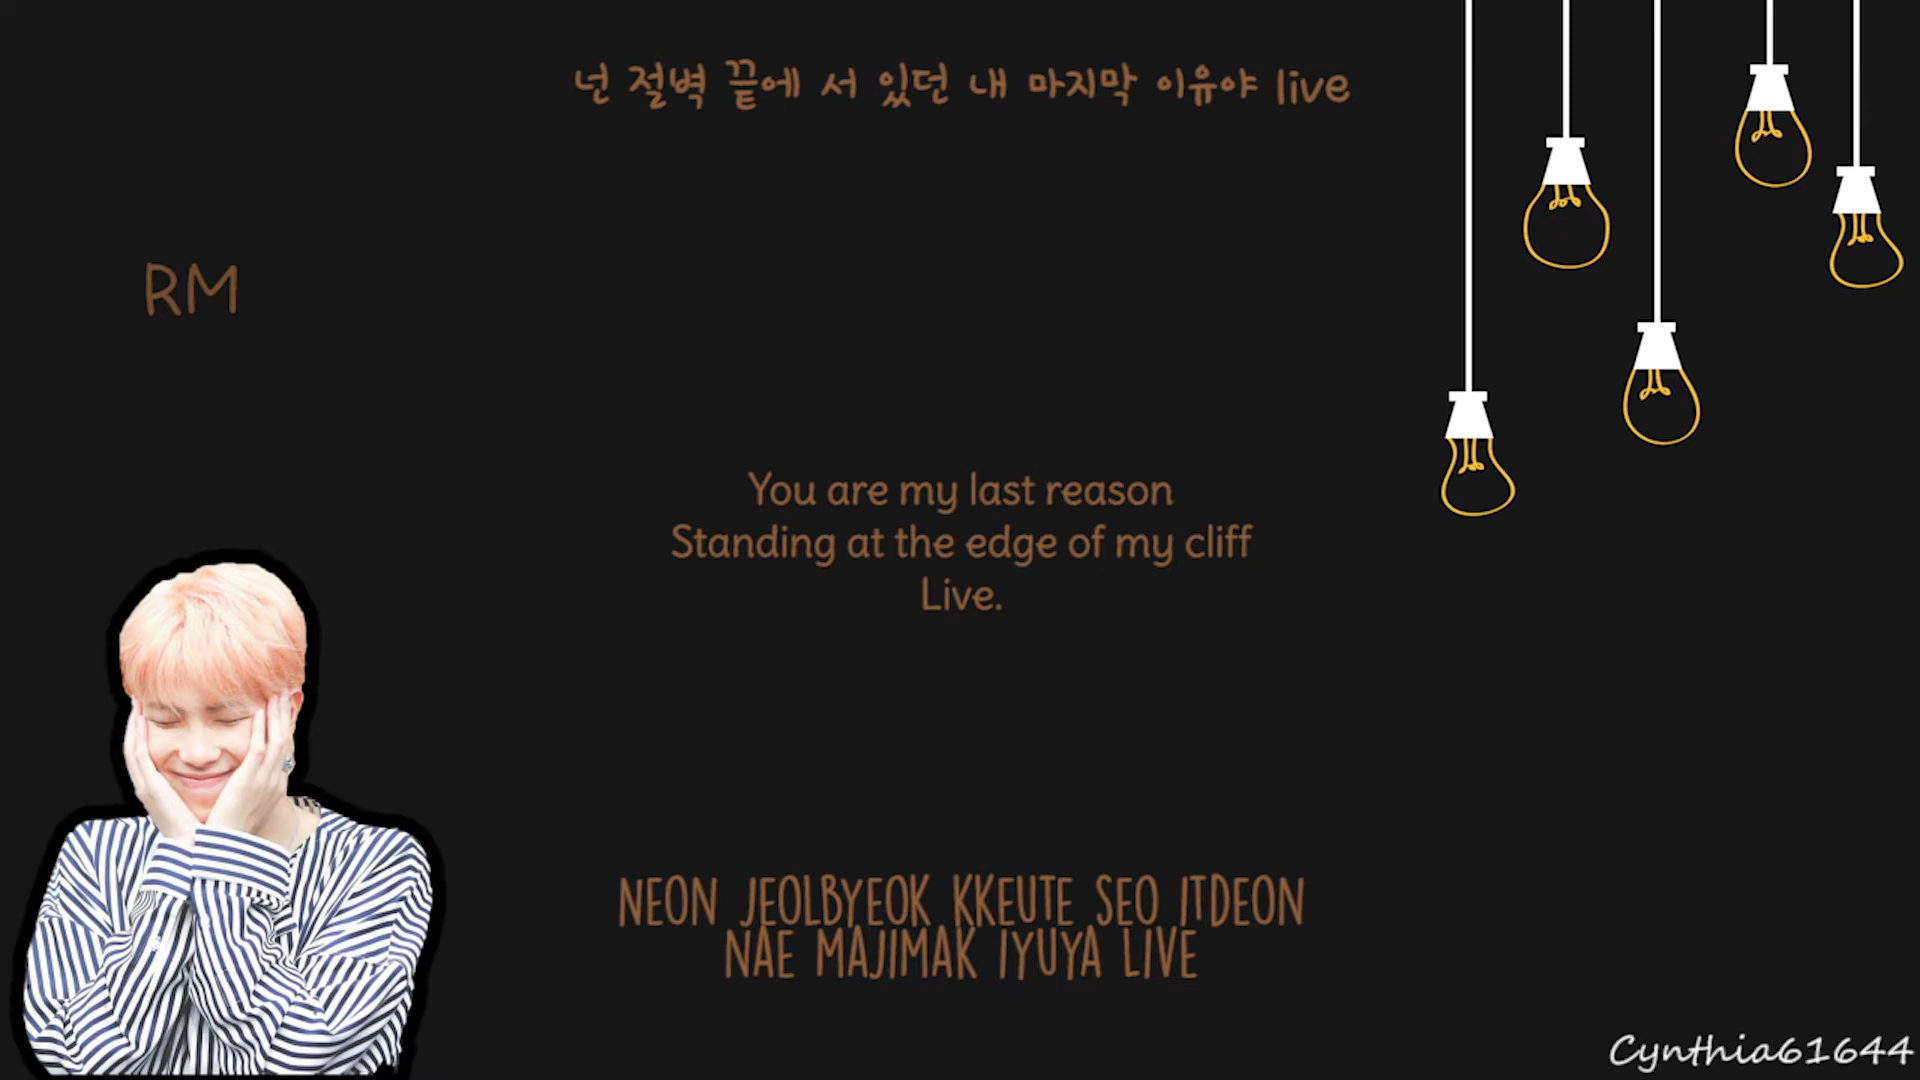 넌 절벽 끝에 서 있던 내 마지막 이유야 live
RM
You are my last reason
Standing at the edge of my cliff
Live.
NEON JEOLBYEOK KKEUTE SEO ITDEON
NAE MAJIMAK IYUYA LIVE
Cynthia61644